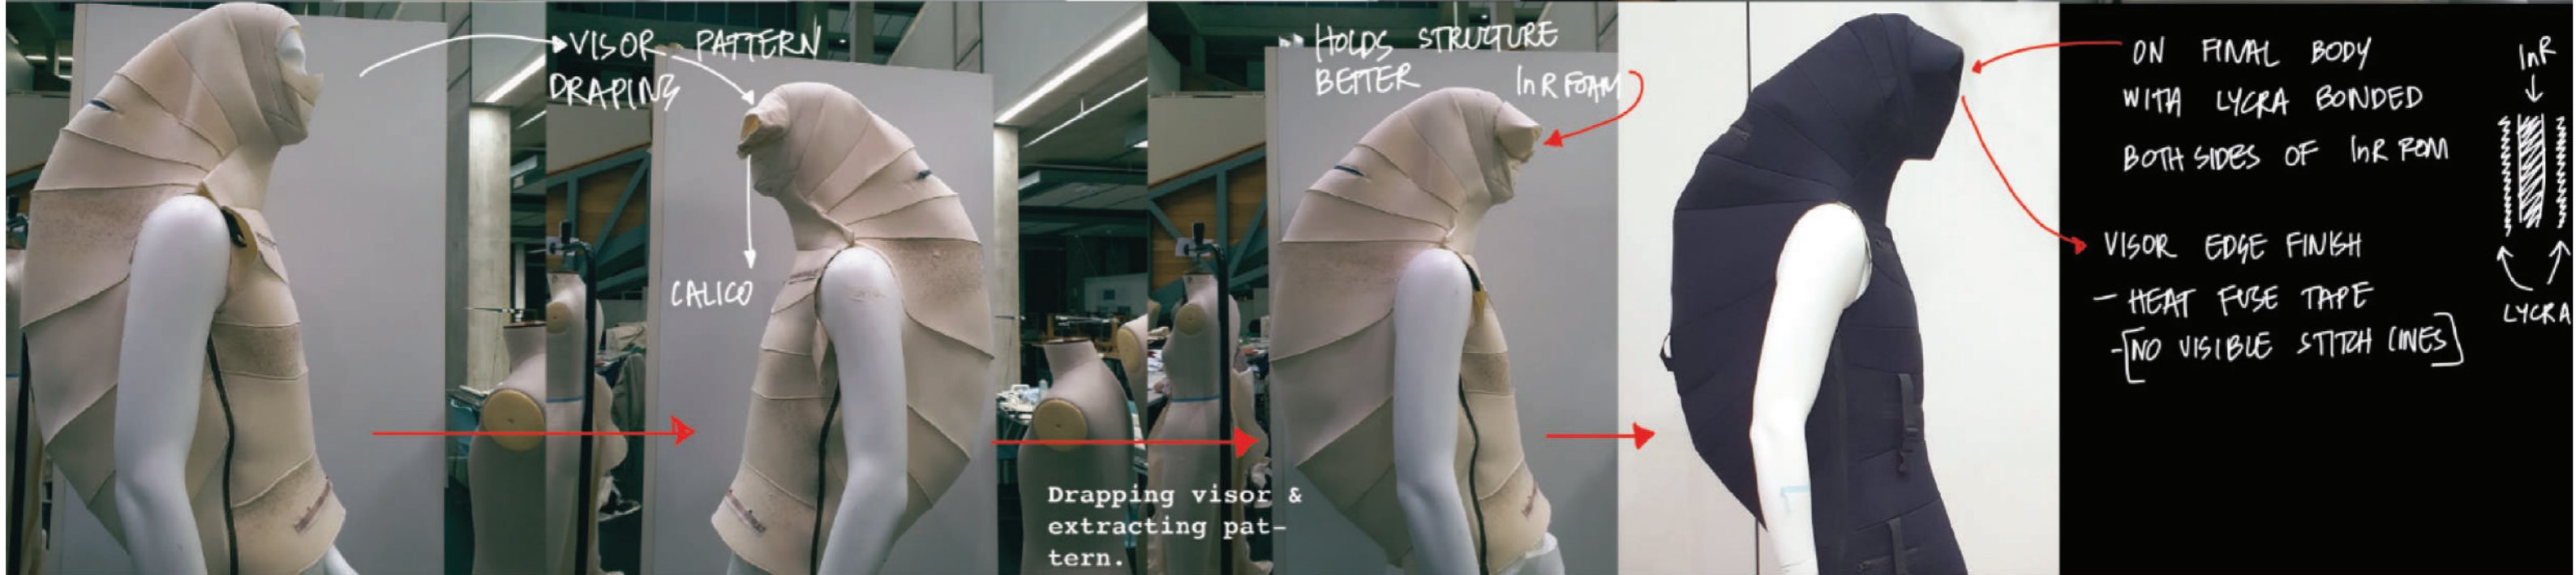 VISOR PATTERN
DRAPING
CALICO
HOLDS STRUCTURE
BETTER InR FOAM
Drapping visor &
extracting pat-
tern.
ON FINAL BODY
WITH LYCRA BONDED
BOTH SIDES OF InR FOM
VISOR EDGE FINISH
- HEAT FUSE TAPE
-[NO VISIBLE STITCH LINES]
InR
LYCRA